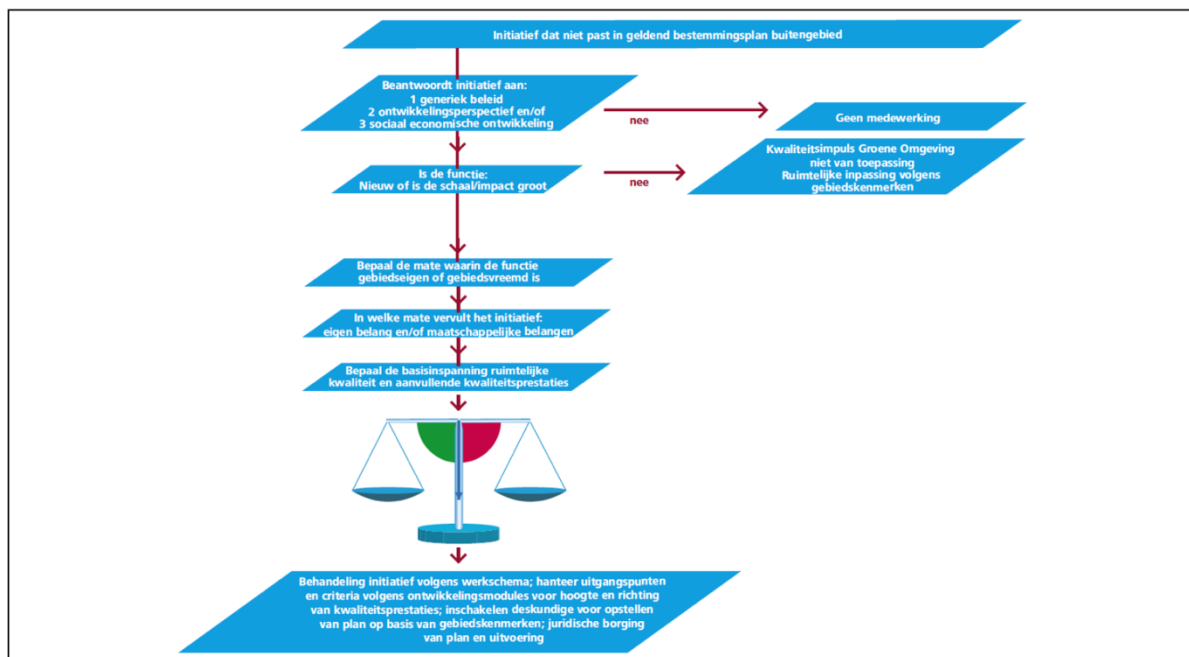 Initiatief dat niet past in geldend bestemmingsplan buitengebied
Beantwoordt initiatief aan:
1 generiek beleid
2 ontwikkelingsperspectief en/of
3 sociaal economische ontwikkeling
nee
Geen medewerking
Is de functie:
Nieuw of is de schaal/impact groot
nee
Kwaliteitsimpuls Groene Omgeving
niet van toepassing
Ruimtelijke inpassing volgens
gebiedskenmerken
Bepaal de mate waarin de functie
gebiedseigen of gebiedsvreemd is
In welke mate vervult het initiatief:
eigen belang en/of maatschappelijke belangen
Bepaal de basisinspanning ruimtelijke
kwaliteit en aanvullende kwaliteitsprestaties
Behandeling initiatief volgens werkschema; hanteer uitgangspunten
en criteria volgens ontwikkelingsmodules voor hoogte en richting
van kwaliteitsprestaties; inschakelen deskundige voor opstellen
van plan op basis van gebiedskenmerken; juridische borging
van plan en uitvoering